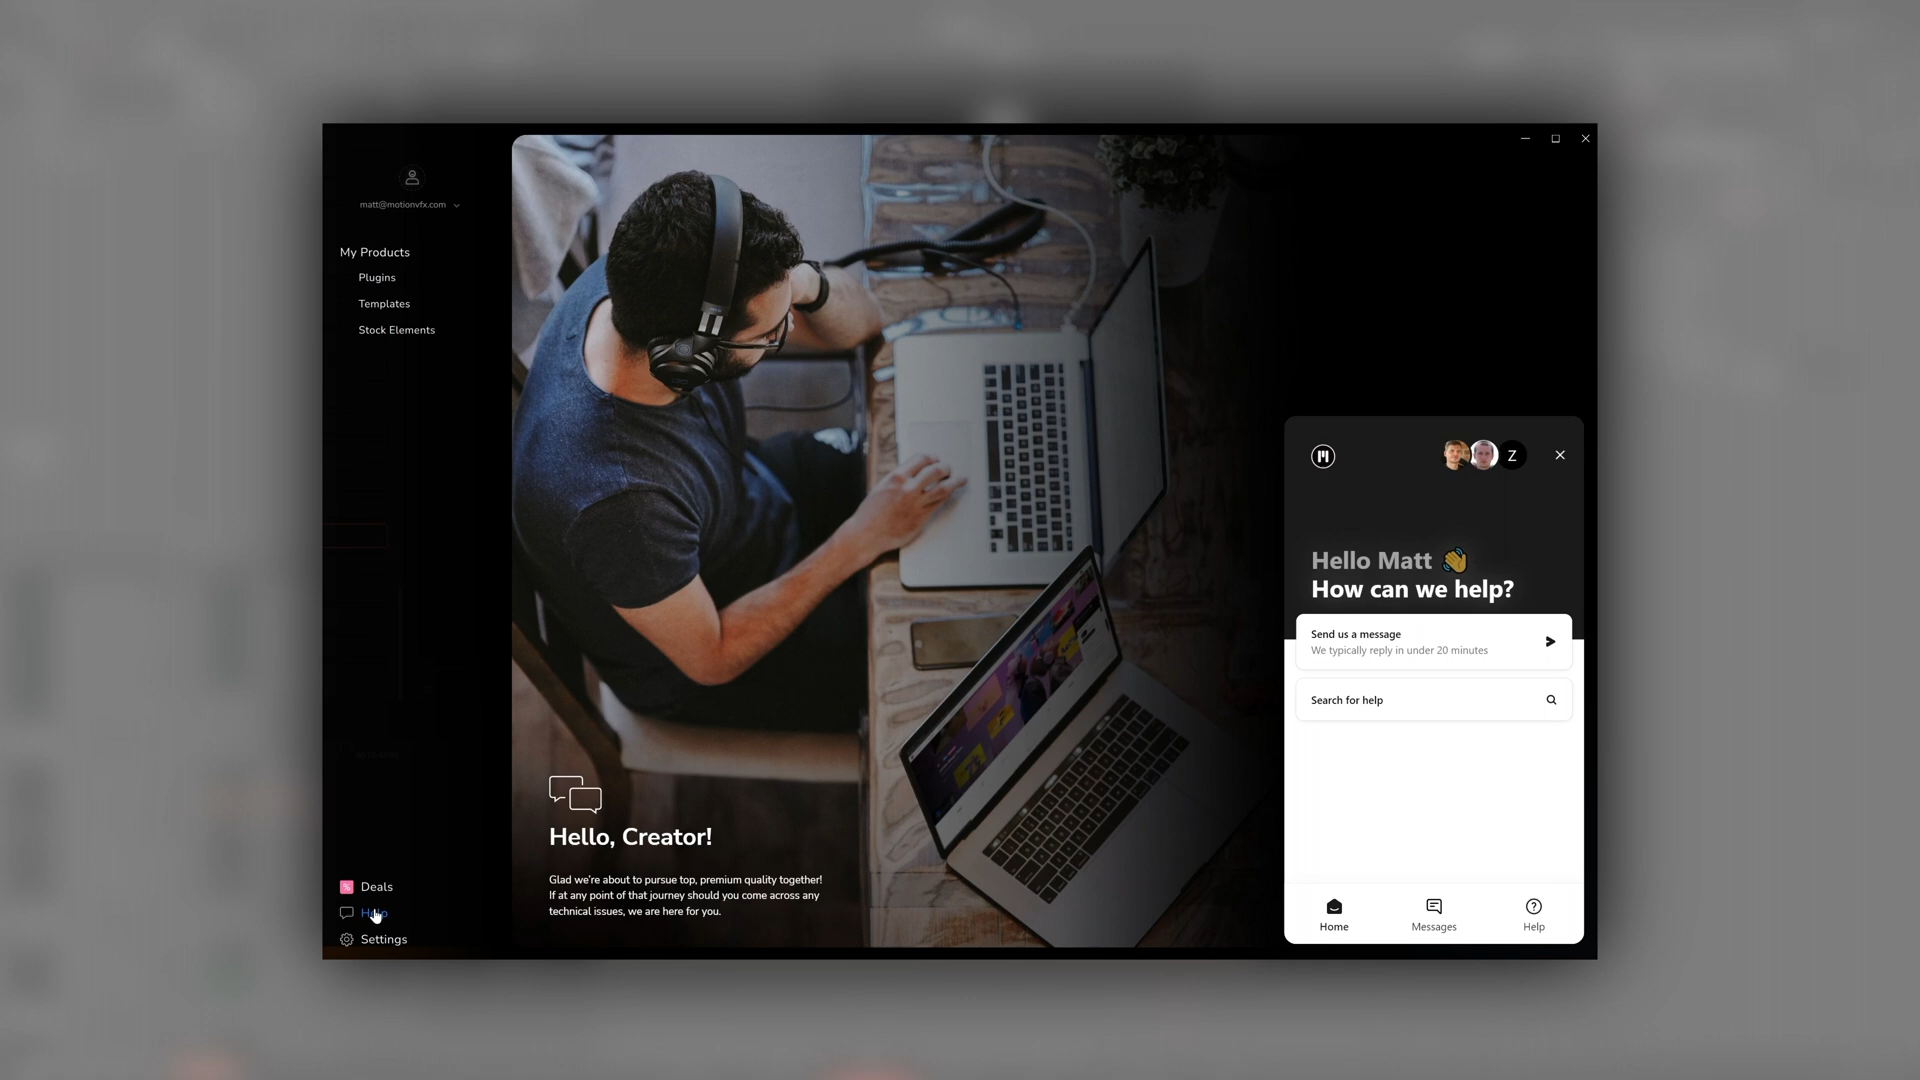 matt@motionvfx.com
My Products
Plugins
Templates
Stock Elements
Deals
Help
Settings
Hello, Creator!
Glad we're about to pursue top, premium quality together!
If at any point of that journey should you come across any
technical issues, we are here for you.
Z
Hello Matt 👋
How can we help?
Send us a message
We typically reply in under 20 minutes
Search for help
Home
Messages
Help